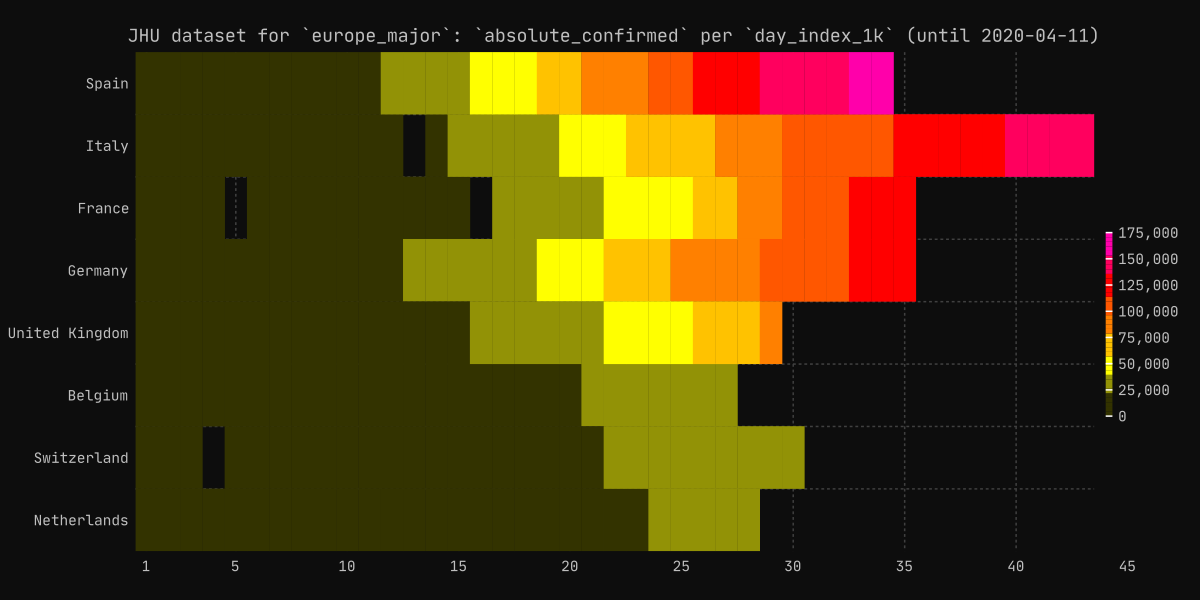 JHU dataset for `europe_major`: `absolute_confirmed` per `day_index_1k` (until 2020-04-11)
Spain
Italy
France
Germany
United Kingdom
Belgium
Switzerland
Netherlands
175,000
150,000
125,000
100,000
75,000
50,000
25,000
0
1 5 10 15 20 25 30 35 40 45